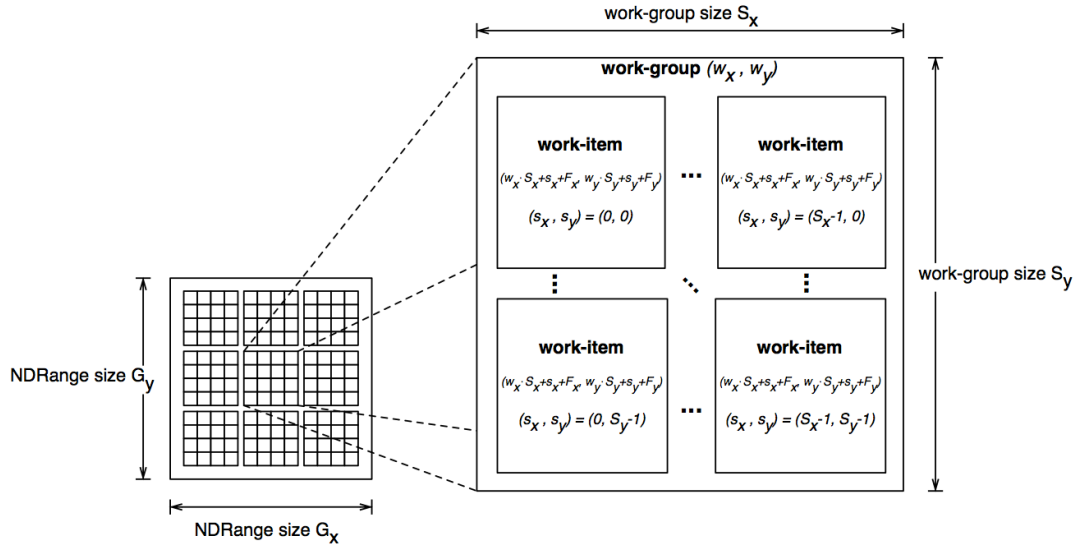 work-group size Sx
work-group (wx , wy)
work-item
work-item
(wx· Sx+sx+Fx, wy· Sy+sy+Fy)
...
(wx· Sx+sx+Fx, wy· Sy+sy+Fy)
(sx , sy) = (0, 0)
(sx , sy) = (Sx-1, 0)
work-group size Sy
work-item
work-item
NDRange size Gy
(wx· Sx+sx+Fx, wy· Sy+sy+Fy)
(wx· Sx+sx+Fx, wy· Sy+sy+Fy)
(sx , sy) = (0, Sy-1)
...
(sx , sy) = (Sx-1, Sy-1)
NDRange size Gx